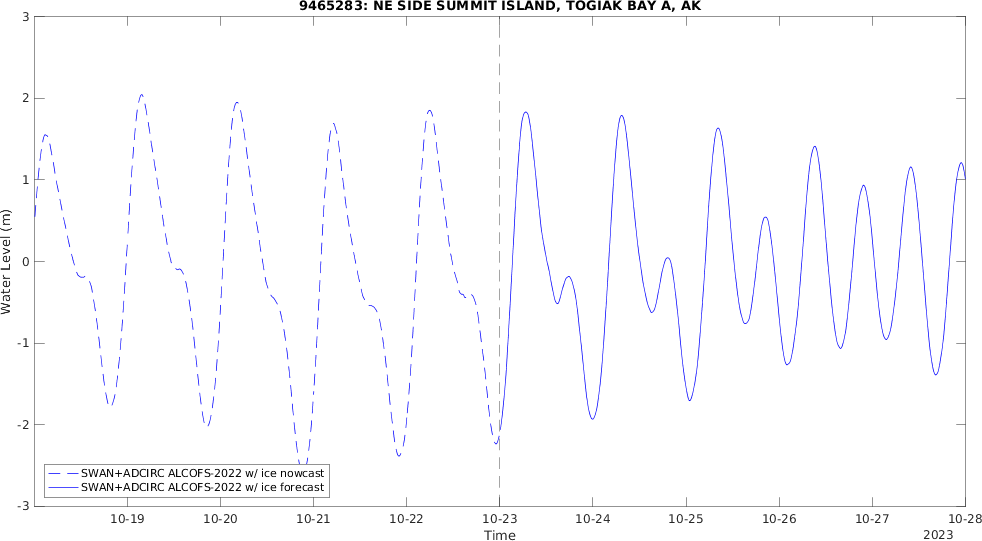 9465283: NE SIDE SUMMIT ISLAND, TOGIAK BAY A, AK
3
2
1
0
-1
-2
-3
Water Level (m)
SWAN+ADCIRC ALCOFS-2022 w/ ice nowcast
SWAN+ADCIRC ALCOFS-2022 w/ ice forecast
10-19 10-20 10-21 10-22 10-23 10-24 10-25 10-26 10-27 10-28
Time
2023